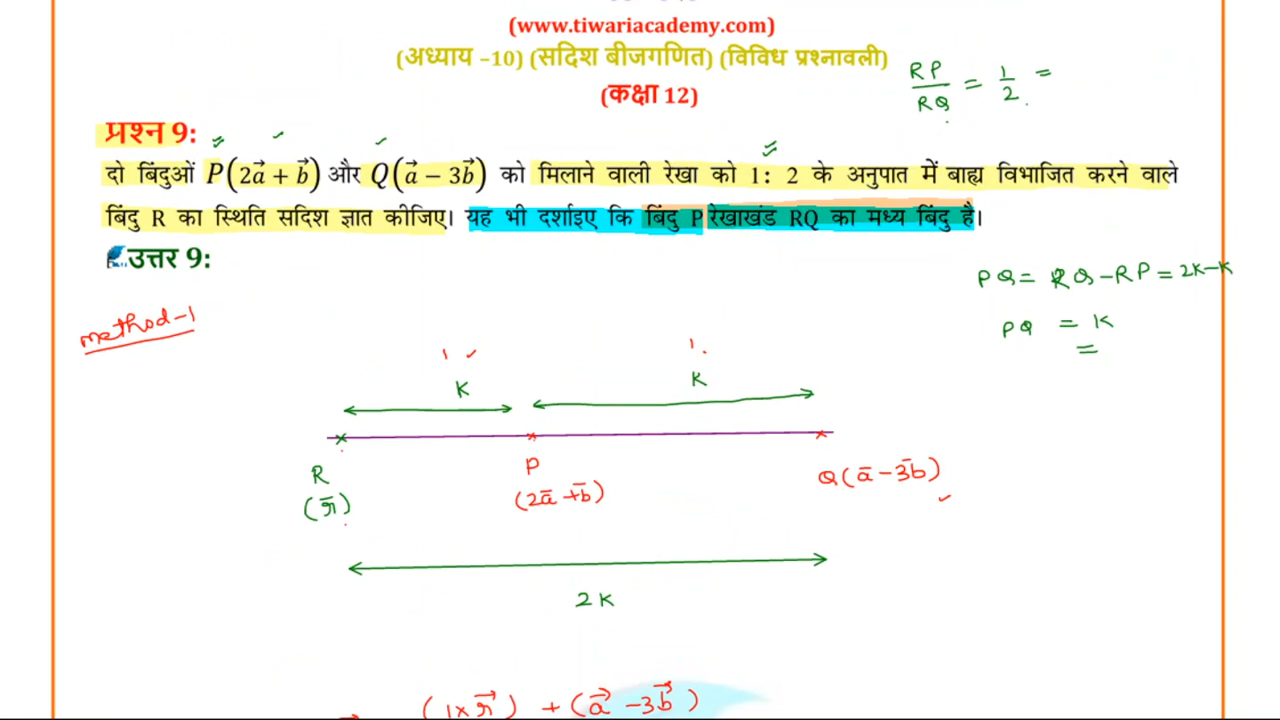 (www.tiwariacademy.com)
(अध्याय –10) (सदिश बीजगणित) (विविध प्रश्नावली)
(कक्षा 12)
RP/RQ = 1/2 =
प्रश्न 9:
दो बिंदुओं P(2a⃗ + b⃗) और Q(a⃗ − 3b⃗) को मिलाने वाली रेखा को 1: 2 के अनुपात में बाह्य विभाजित करने वाले
बिंदु R का स्थिति सदिश ज्ञात कीजिए। यह भी दर्शाइए कि बिंदु P रेखाखंड RQ का मध्य बिंदु है।
उत्तर 9:
PQ = RQ − RP = 2K − K
PQ = K
=
method-1
1 1
K K
R P Q(a̅ − 3b̅)
(r̅) (2a̅ + b̅)
2K
(1 × r⃗) + (a⃗ − 3b⃗)